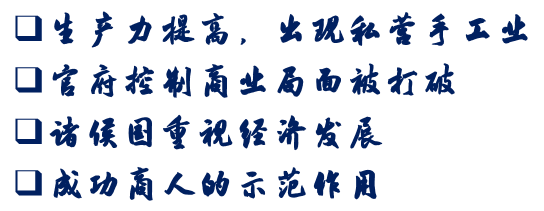 ❑生产力提高，出现私营手工业
❑官府控制商业局面被打破
❑诸侯国重视经济发展
❑成功商人的示范作用